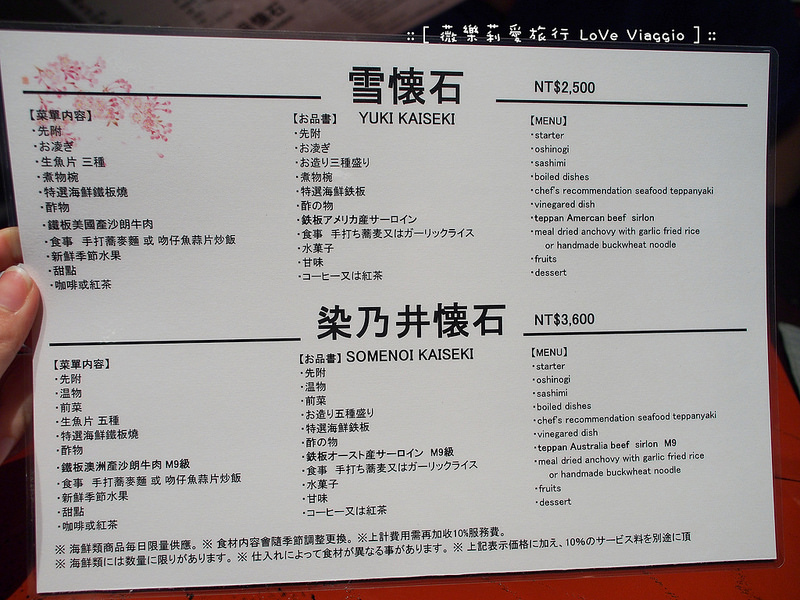 ::[ 薇樂莉愛旅行 LoVe Viaggio ]::
雪懐石
NT$2,500
YUKI KAISEKI
【菜單内容】
・先附
・お凌ぎ
・生魚片 三種
・煮物椀
・特選海鮮鐵板燒
・酢物
・鐵板美國產沙朗牛肉
・食事 手打蕎麥麵 或 吻仔魚蒜片炒飯
・新鮮季節水果
・甜點
・咖啡或紅茶
【お品書】
・先附
・お凌ぎ
・お造り三種盛り
・煮物椀
・特選海鮮鉄板
・酢の物
・鉄板アメリカ産サーロイン
・食事 手打ち蕎麦又はガーリックライス
・水菓子
・甘味
・コーヒー又は紅茶
【MENU】
・starter
・oshinogi
・sashimi
・boiled dishes
・chef's recommendation seafood teppanyaki
・vinegared dish
・teppan Amercan beef sirlon
・meal dried anchovy with garlic fried rice
or handmade buckwheat noodle
・fruits
・dessert
染乃井懐石
NT$3,600
SOMENOI KAISEKI
【菜單内容】
・先附
・温物
・前菜
・生魚片 五種
・特選海鮮鐵板燒
・酢物
・鐵板澳洲產沙朗牛肉 M9級
・食事 手打蕎麥麵 或 吻仔魚蒜片炒飯
・新鮮季節水果
・甜點
・咖啡或紅茶
【お品書】
・先附
・温物
・前菜
・お造り五種盛り
・特選海鮮鉄板
・酢の物
・鉄板オースト産サーロイン M9級
・食事 手打ち蕎麦又はガーリックライス
・水菓子
・甘味
・コーヒー又は紅茶
【MENU】
・starter
・oshinogi
・sashimi
・boiled dishes
・chef's recommendation seafood teppanyaki
・vinegared dish
・teppan Australia beef sirlon M9
・meal dried anchovy with garlic fried rice
or handmade buckwheat noodle
・fruits
・dessert
※ 海鮮類商品每日限量供應。※ 食材内容會隨季節調整更換。※上計費用需再加收10%服務費。
※ 海鮮類には数量に限りがあります。※ 仕入れによって食材が異なる事があります。※ 上記表示価格に加え、10%のサービス料を別途に頂